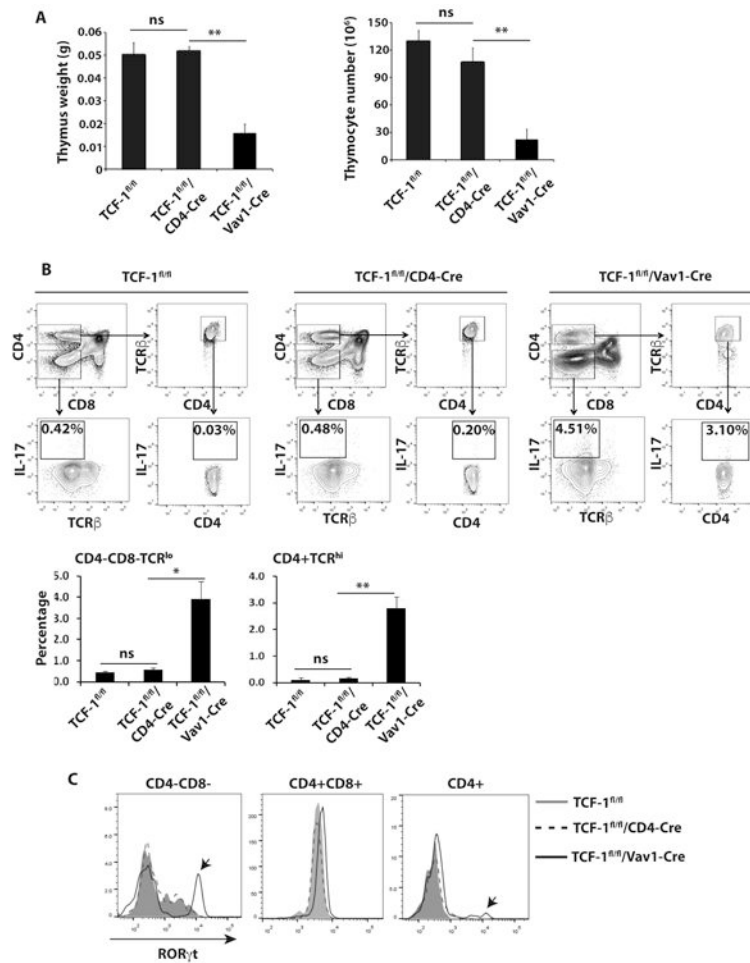 A
Thymus weight (g)
0.06
0.05
0.04
0.03
0.02
0.01
0
ns
**
TCF-1fl/fl
TCF-1fl/fl/
CD4-Cre
TCF-1fl/fl/
Vav1-Cre
Thymocyte number (10⁶)
150
120
90
60
30
0
ns
**
TCF-1fl/fl
TCF-1fl/fl/
CD4-Cre
TCF-1fl/fl/
Vav1-Cre
B
TCF-1fl/fl
TCF-1fl/fl/CD4-Cre
TCF-1fl/fl/Vav1-Cre
CD4
CD8
TCRβ
CD4
CD4
CD8
TCRβ
CD4
CD4
CD8
TCRβ
CD4
IL-17
0.42%
TCRβ
IL-17
0.03%
CD4
IL-17
0.48%
TCRβ
IL-17
0.20%
CD4
IL-17
4.51%
TCRβ
IL-17
3.10%
CD4
CD4-CD8-TCRlo
Percentage
5.0
4.0
3.0
2.0
1.0
0.0
ns
*
TCF-1fl/fl
TCF-1fl/fl/
CD4-Cre
TCF-1fl/fl/
Vav1-Cre
CD4+TCRhi
4.0
3.0
2.0
1.0
0.0
ns
**
TCF-1fl/fl
TCF-1fl/fl/
CD4-Cre
TCF-1fl/fl/
Vav1-Cre
C
CD4-CD8-
CD4+CD8+
CD4+
TCF-1fl/fl
TCF-1fl/fl/CD4-Cre
TCF-1fl/fl/Vav1-Cre
RORγt